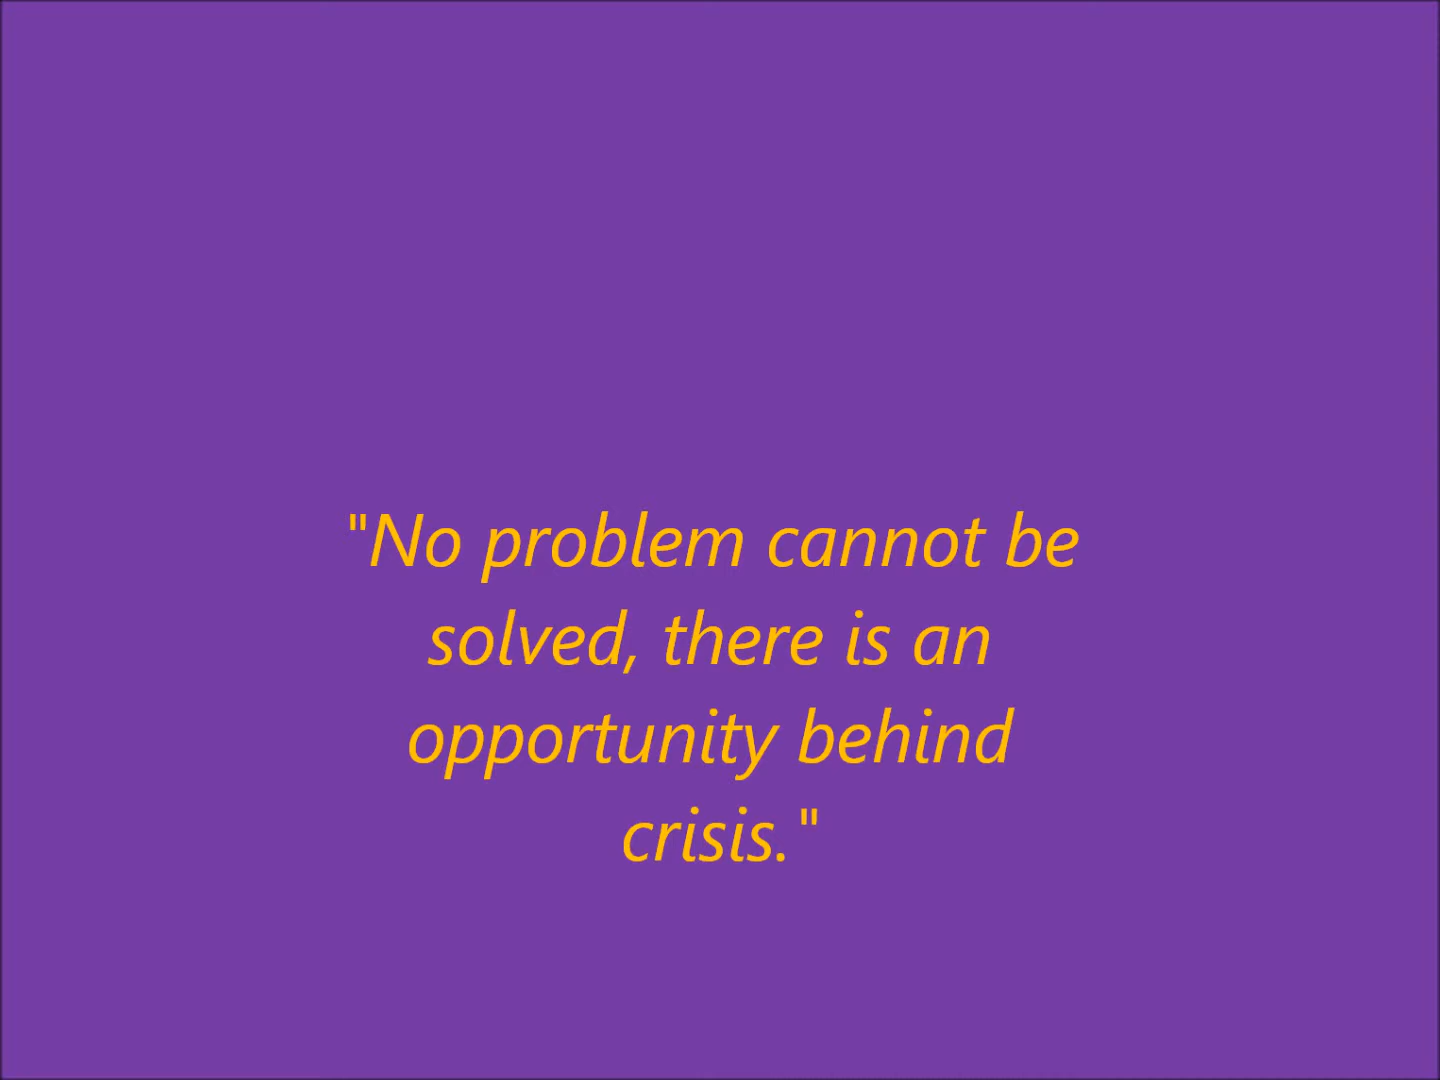 "No problem cannot be
solved, there is an
opportunity behind
crisis."